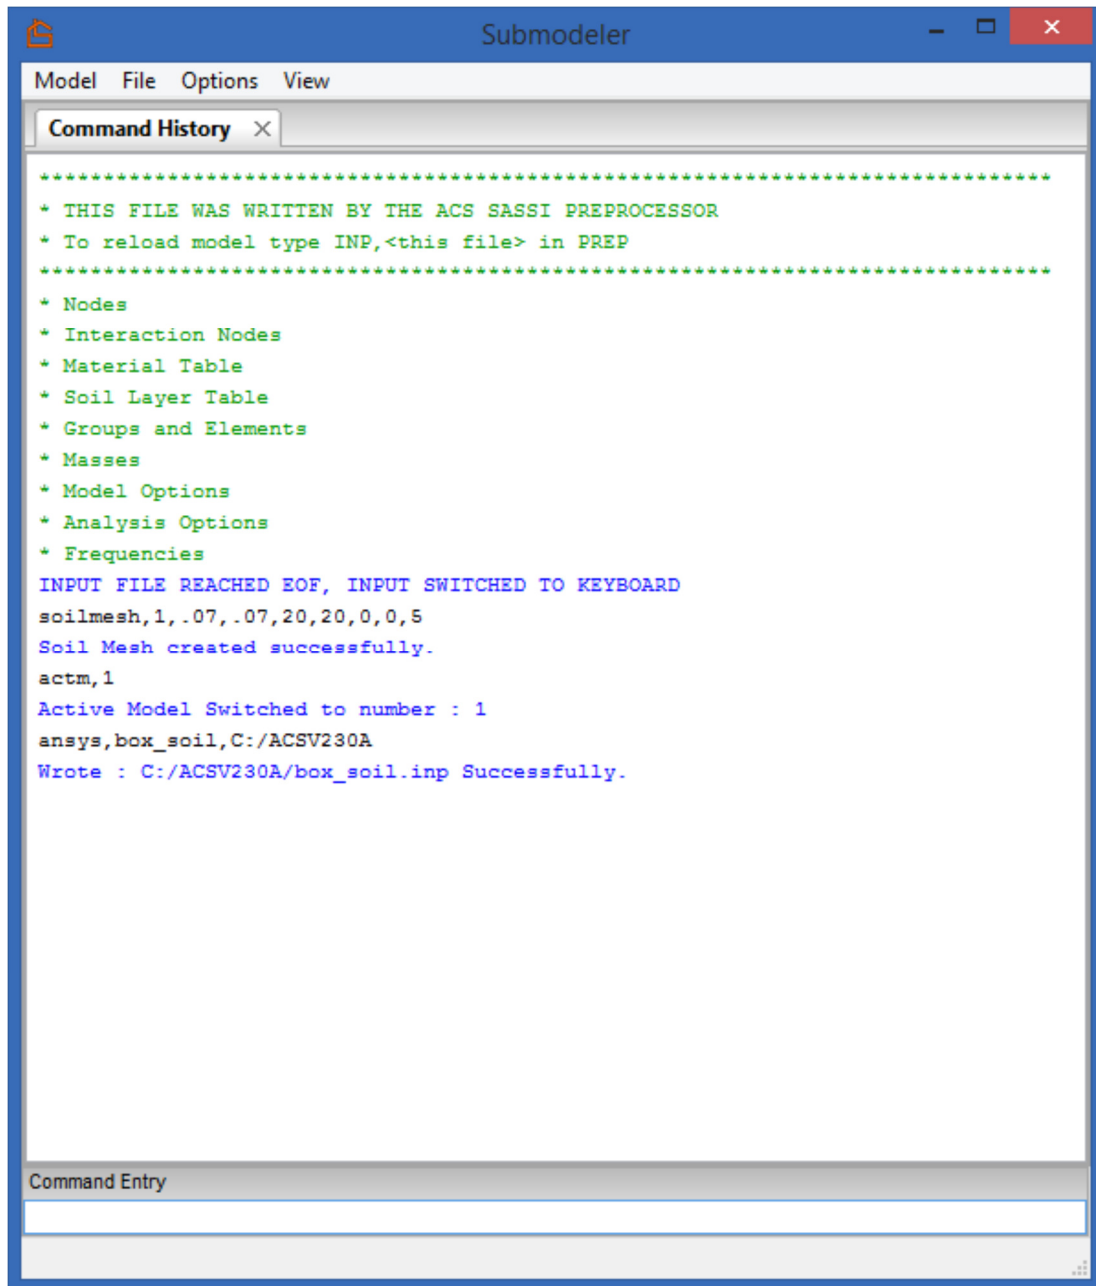 Submodeler
Model File Options View
Command History
*******************************************************************************
* THIS FILE WAS WRITTEN BY THE ACS SASSI PREPROCESSOR
* To reload model type INP,<this file> in PREP
*******************************************************************************
* Nodes
* Interaction Nodes
* Material Table
* Soil Layer Table
* Groups and Elements
* Masses
* Model Options
* Analysis Options
* Frequencies
INPUT FILE REACHED EOF, INPUT SWITCHED TO KEYBOARD
soilmesh,1,.07,.07,20,20,0,0,5
Soil Mesh created successfully.
actm,1
Active Model Switched to number : 1
ansys,box_soil,C:/ACSV230A
Wrote : C:/ACSV230A/box_soil.inp Successfully.
Command Entry